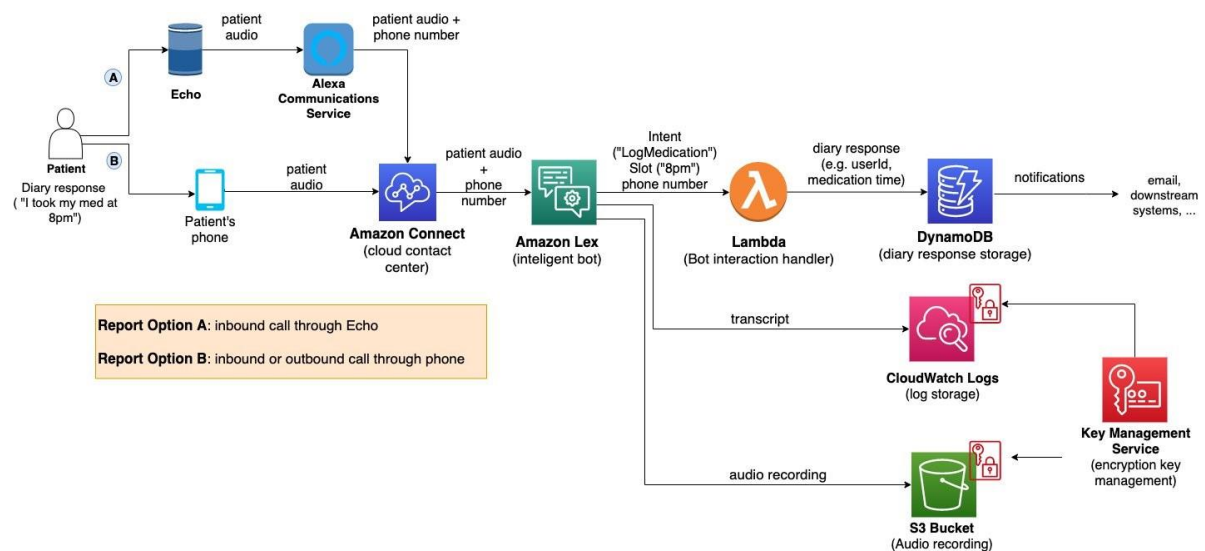 patient
audio
patient audio +
phone number
A
Echo
Alexa
Communications
Service
B
Patient
Diary response
( "I took my med at
8pm")
Patient's
phone
patient
audio
Amazon Connect
(cloud contact
center)
patient audio
+
phone
number
Amazon Lex
(inteligent bot)
Intent
("LogMedication")
Slot ("8pm")
phone number
Lambda
(Bot interaction handler)
diary response
(e.g. userId,
medication time)
DynamoDB
(diary response storage)
notifications
email,
downstream
systems, ...
Report Option A: inbound call through Echo
Report Option B: inbound or outbound call through phone
transcript
CloudWatch Logs
(log storage)
Key Management
Service
(encryption key
management)
audio recording
S3 Bucket
(Audio recording)